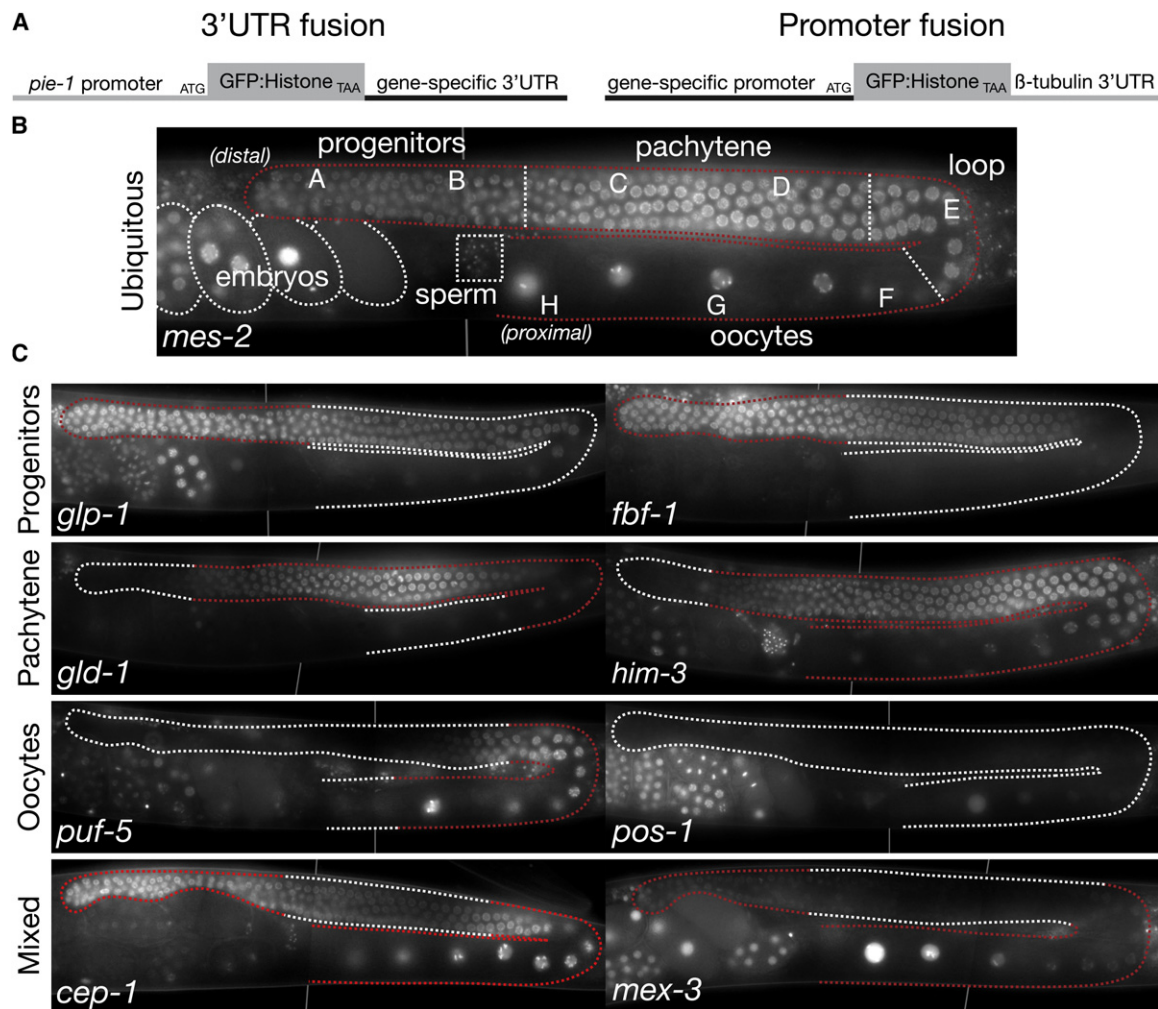 A
3'UTR fusion
Promoter fusion
pie-1 promoter ATG GFP:Histone TAA gene-specific 3'UTR
gene-specific promoter ATG GFP:Histone TAA ß-tubulin 3'UTR
B
Ubiquitous
(distal)
progenitors
pachytene
loop
A B C D E
embryos
sperm
H G F
(proximal)
oocytes
mes-2
C
Progenitors
glp-1
fbf-1
Pachytene
gld-1
him-3
Oocytes
puf-5
pos-1
Mixed
cep-1
mex-3